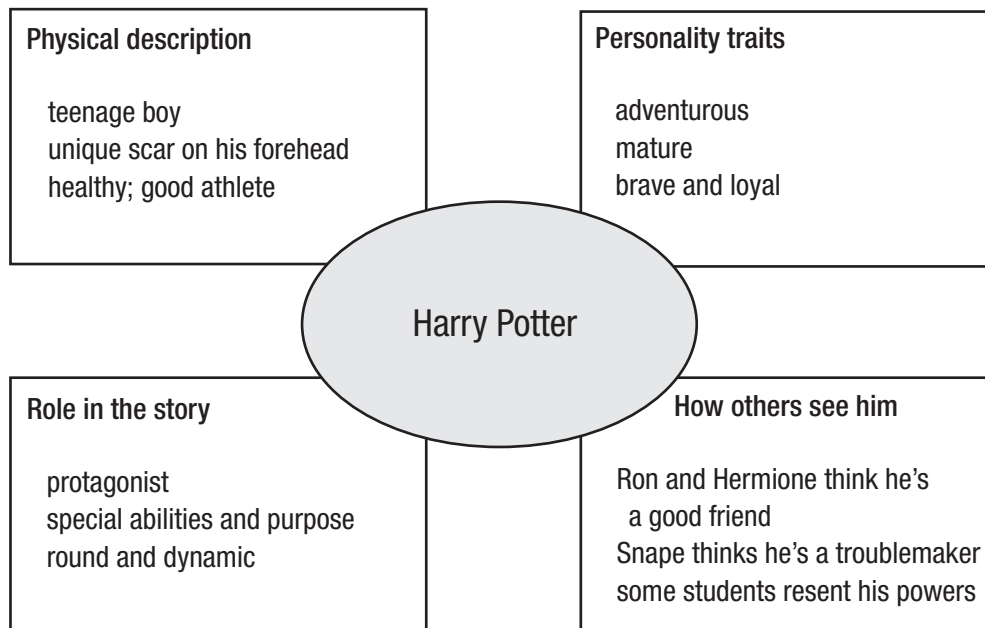 Physical description
teenage boy
unique scar on his forehead
healthy; good athlete
Personality traits
adventurous
mature
brave and loyal
Harry Potter
Role in the story
protagonist
special abilities and purpose
round and dynamic
How others see him
Ron and Hermione think he’s
a good friend
Snape thinks he’s a troublemaker
some students resent his powers